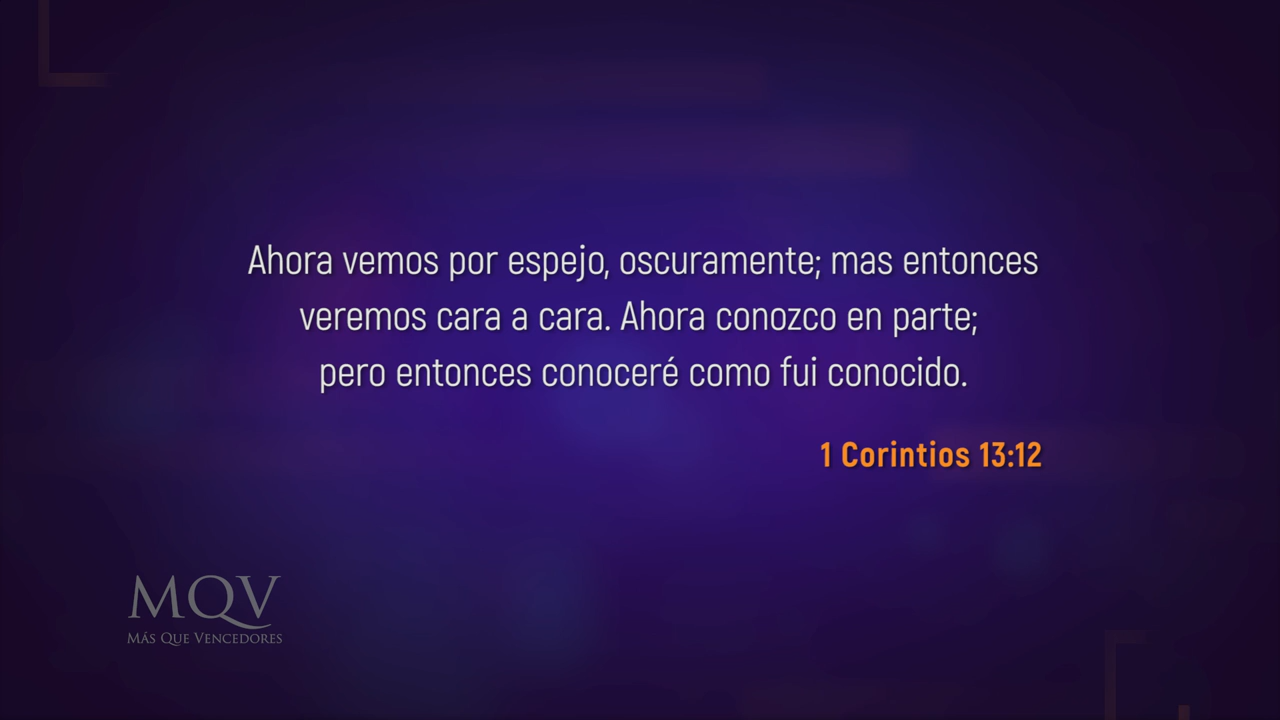 Ahora vemos por espejo, oscuramente; mas entonces
veremos cara a cara. Ahora conozco en parte;
pero entonces conoceré como fui conocido.
1 Corintios 13:12
MQV
MÁS QUE VENCEDORES